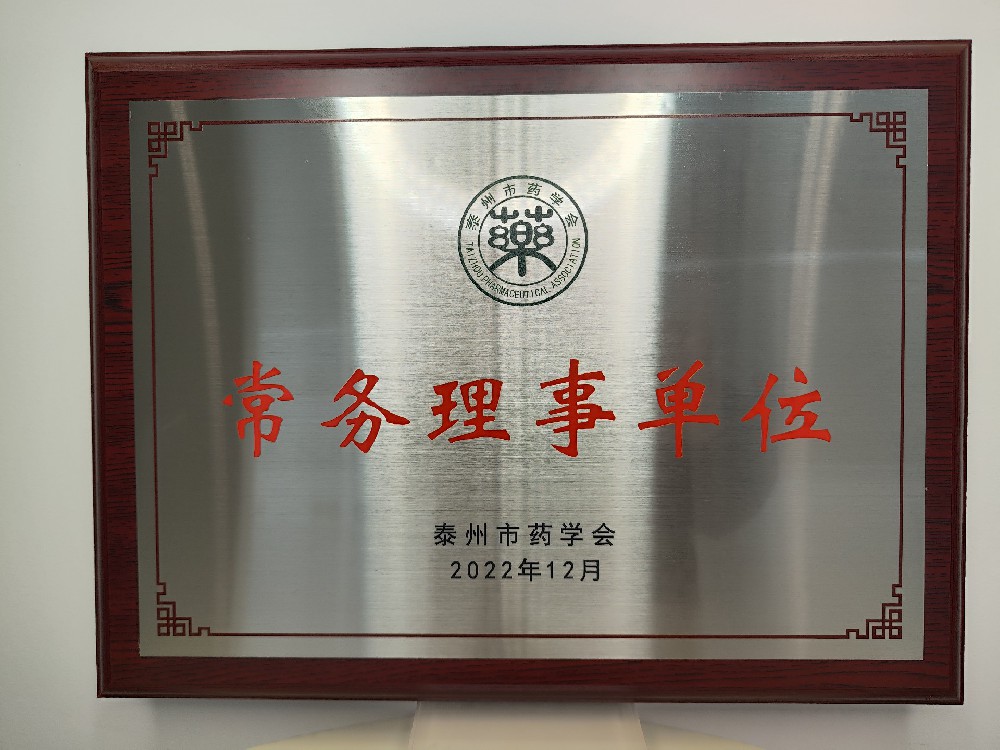 泰州市药学会
藥
TAIZHOU PHARMACEUTICAL ASSOCIATION
常务理事单位
泰州市药学会
2022年12月